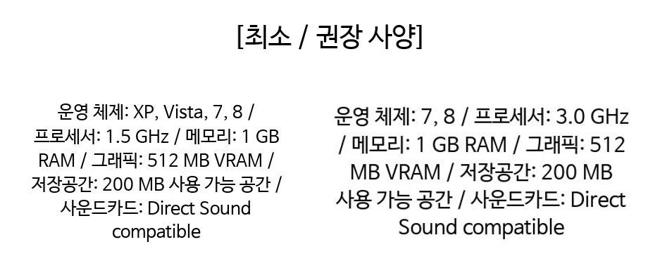 [최소 / 권장 사양]
운영 체제: XP, Vista, 7, 8 /
프로세서: 1.5 GHz / 메모리: 1 GB
RAM / 그래픽: 512 MB VRAM /
저장공간: 200 MB 사용 가능 공간 /
사운드카드: Direct Sound
compatible
운영 체제: 7, 8 / 프로세서: 3.0 GHz
/ 메모리: 1 GB RAM / 그래픽: 512
MB VRAM / 저장공간: 200 MB
사용 가능 공간 / 사운드카드: Direct
Sound compatible